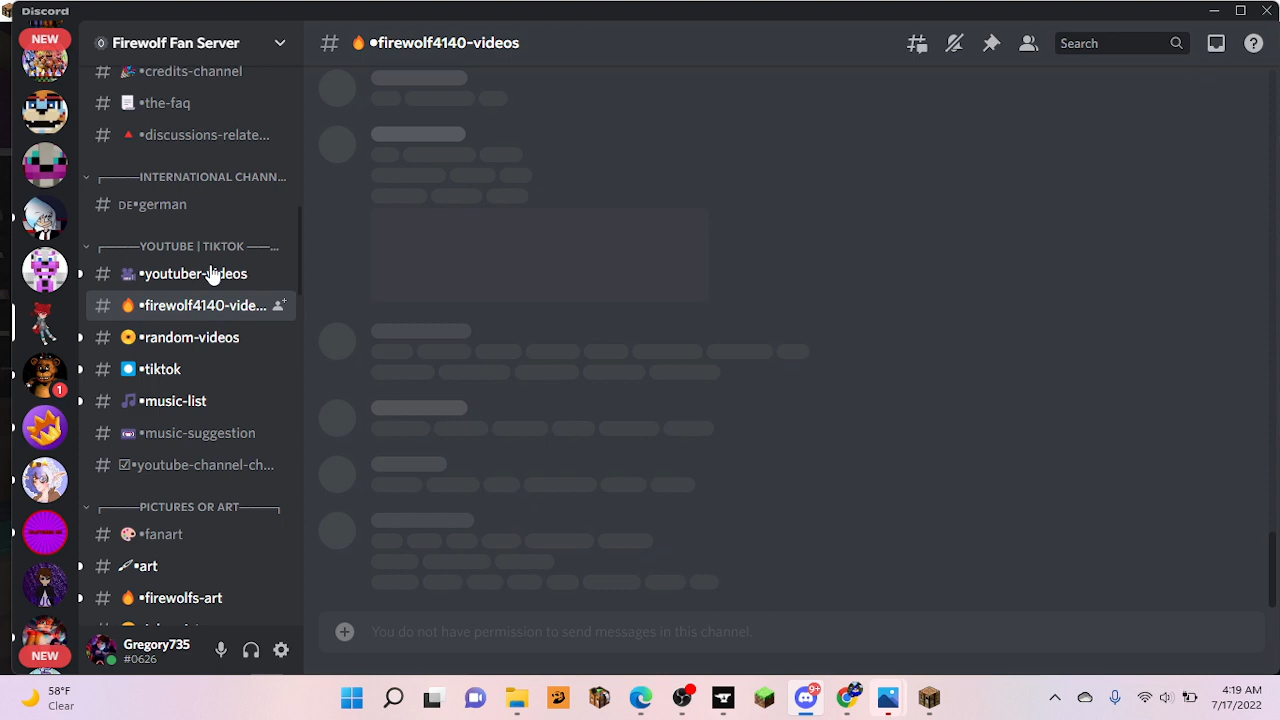 Discord
NEW
Firewolf Fan Server
•firewolf4140-videos
Search
•credits-channel
•the-faq
•discussions-relate...
INTERNATIONAL CHANN...
DE•german
YOUTUBE | TIKTOK
•youtuber-videos
•firewolf4140-vide...
•random-videos
•tiktok
•music-list
•music-suggestion
•youtube-channel-ch...
PICTURES OR ART
•fanart
•art
•firewolfs-art
1
NEW
You do not have permission to send messages in this channel.
Gregory735
#0626
58°F
Clear
9+
4:19 AM
7/17/2022